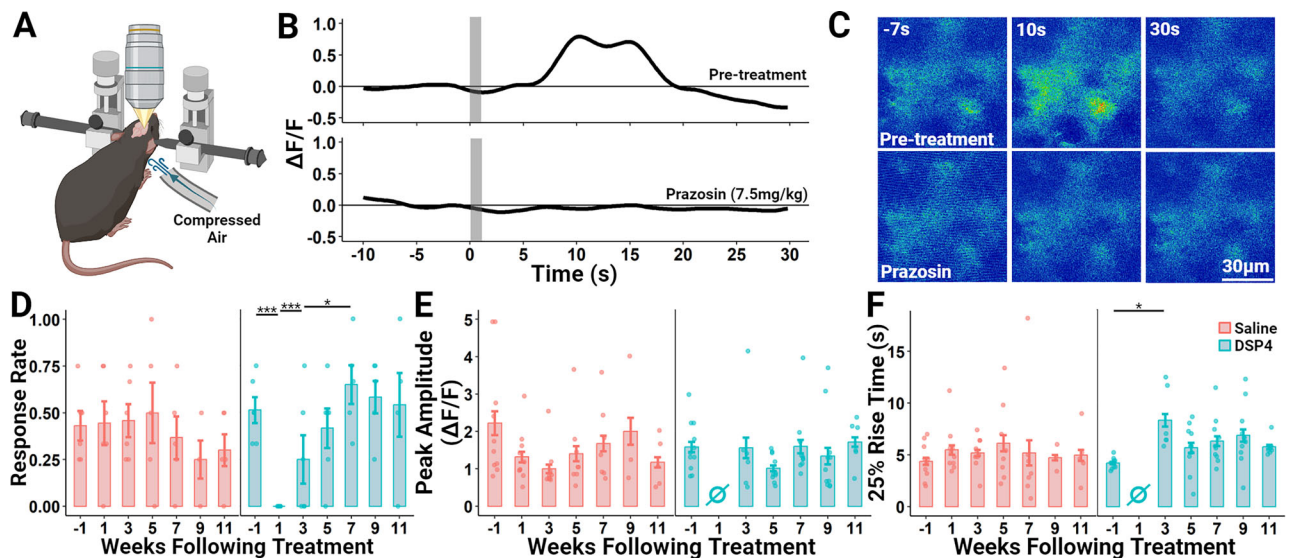 A
Compressed
Air
B
1.0
0.5
0.0
-0.5
Pre-treatment
1.0
0.5
0.0
-0.5
Prazosin (7.5mg/kg)
ΔF/F
-10 -5 0 5 10 15 20 25 30
Time (s)
C
-7s 10s 30s
Pre-treatment
Prazosin
30µm
D
*** *** *
1.00
0.75
0.50
0.25
0.00
Response Rate
-1 1 3 5 7 9 11 -1 1 3 5 7 9 11
Weeks Following Treatment
E
5
4
3
2
1
0
Peak Amplitude
(ΔF/F)
-1 1 3 5 7 9 11 -1 1 3 5 7 9 11
Weeks Following Treatment
F
*
Saline
DSP4
15
10
5
0
25% Rise Time (s)
-1 1 3 5 7 9 11 -1 1 3 5 7 9 11
Weeks Following Treatment